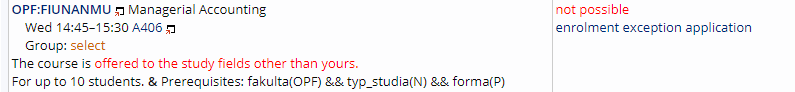 OPF:FIUNANMU Managerial Accounting not possible
Wed 14:45–15:30 A406 enrolment exception application
Group: select
The course is offered to the study fields other than yours.
For up to 10 students. & Prerequisites: fakulta(OPF) && typ_studia(N) && forma(P)